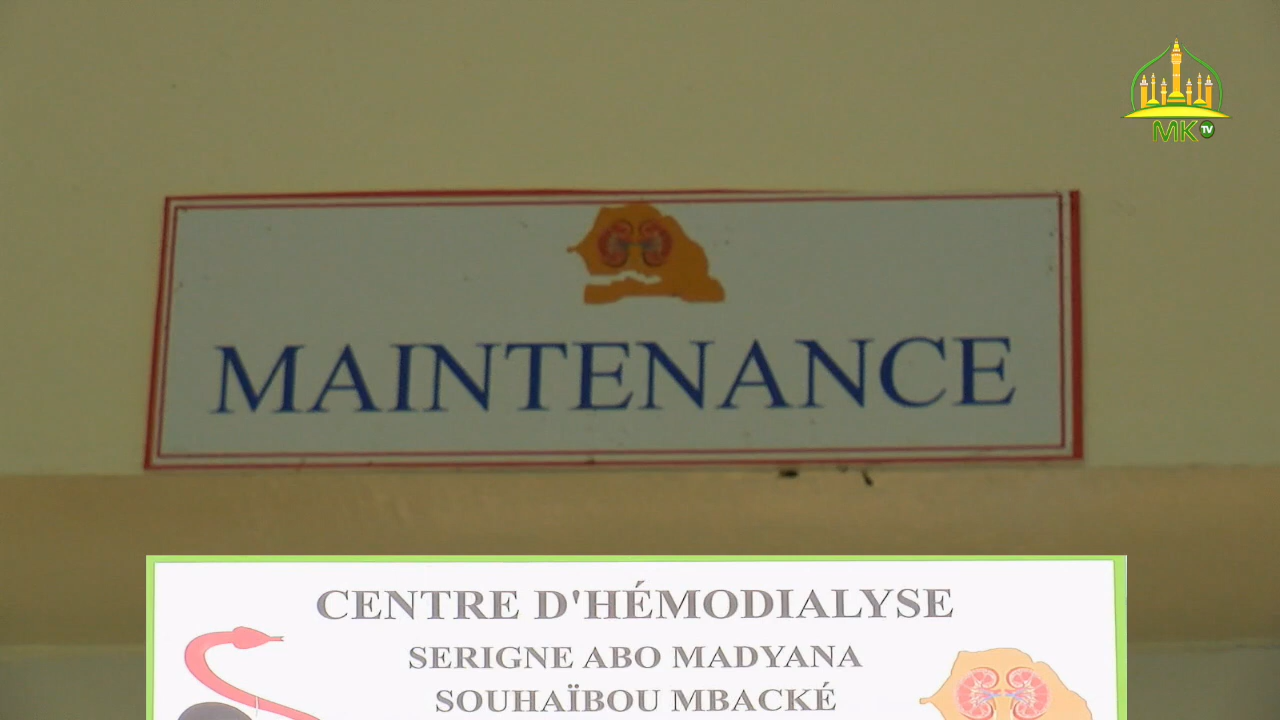 MK TV
MAINTENANCE
CENTRE D'HÉMODIALYSE
SERIGNE ABO MADYANA
SOUHAÏBOU MBACKÉ